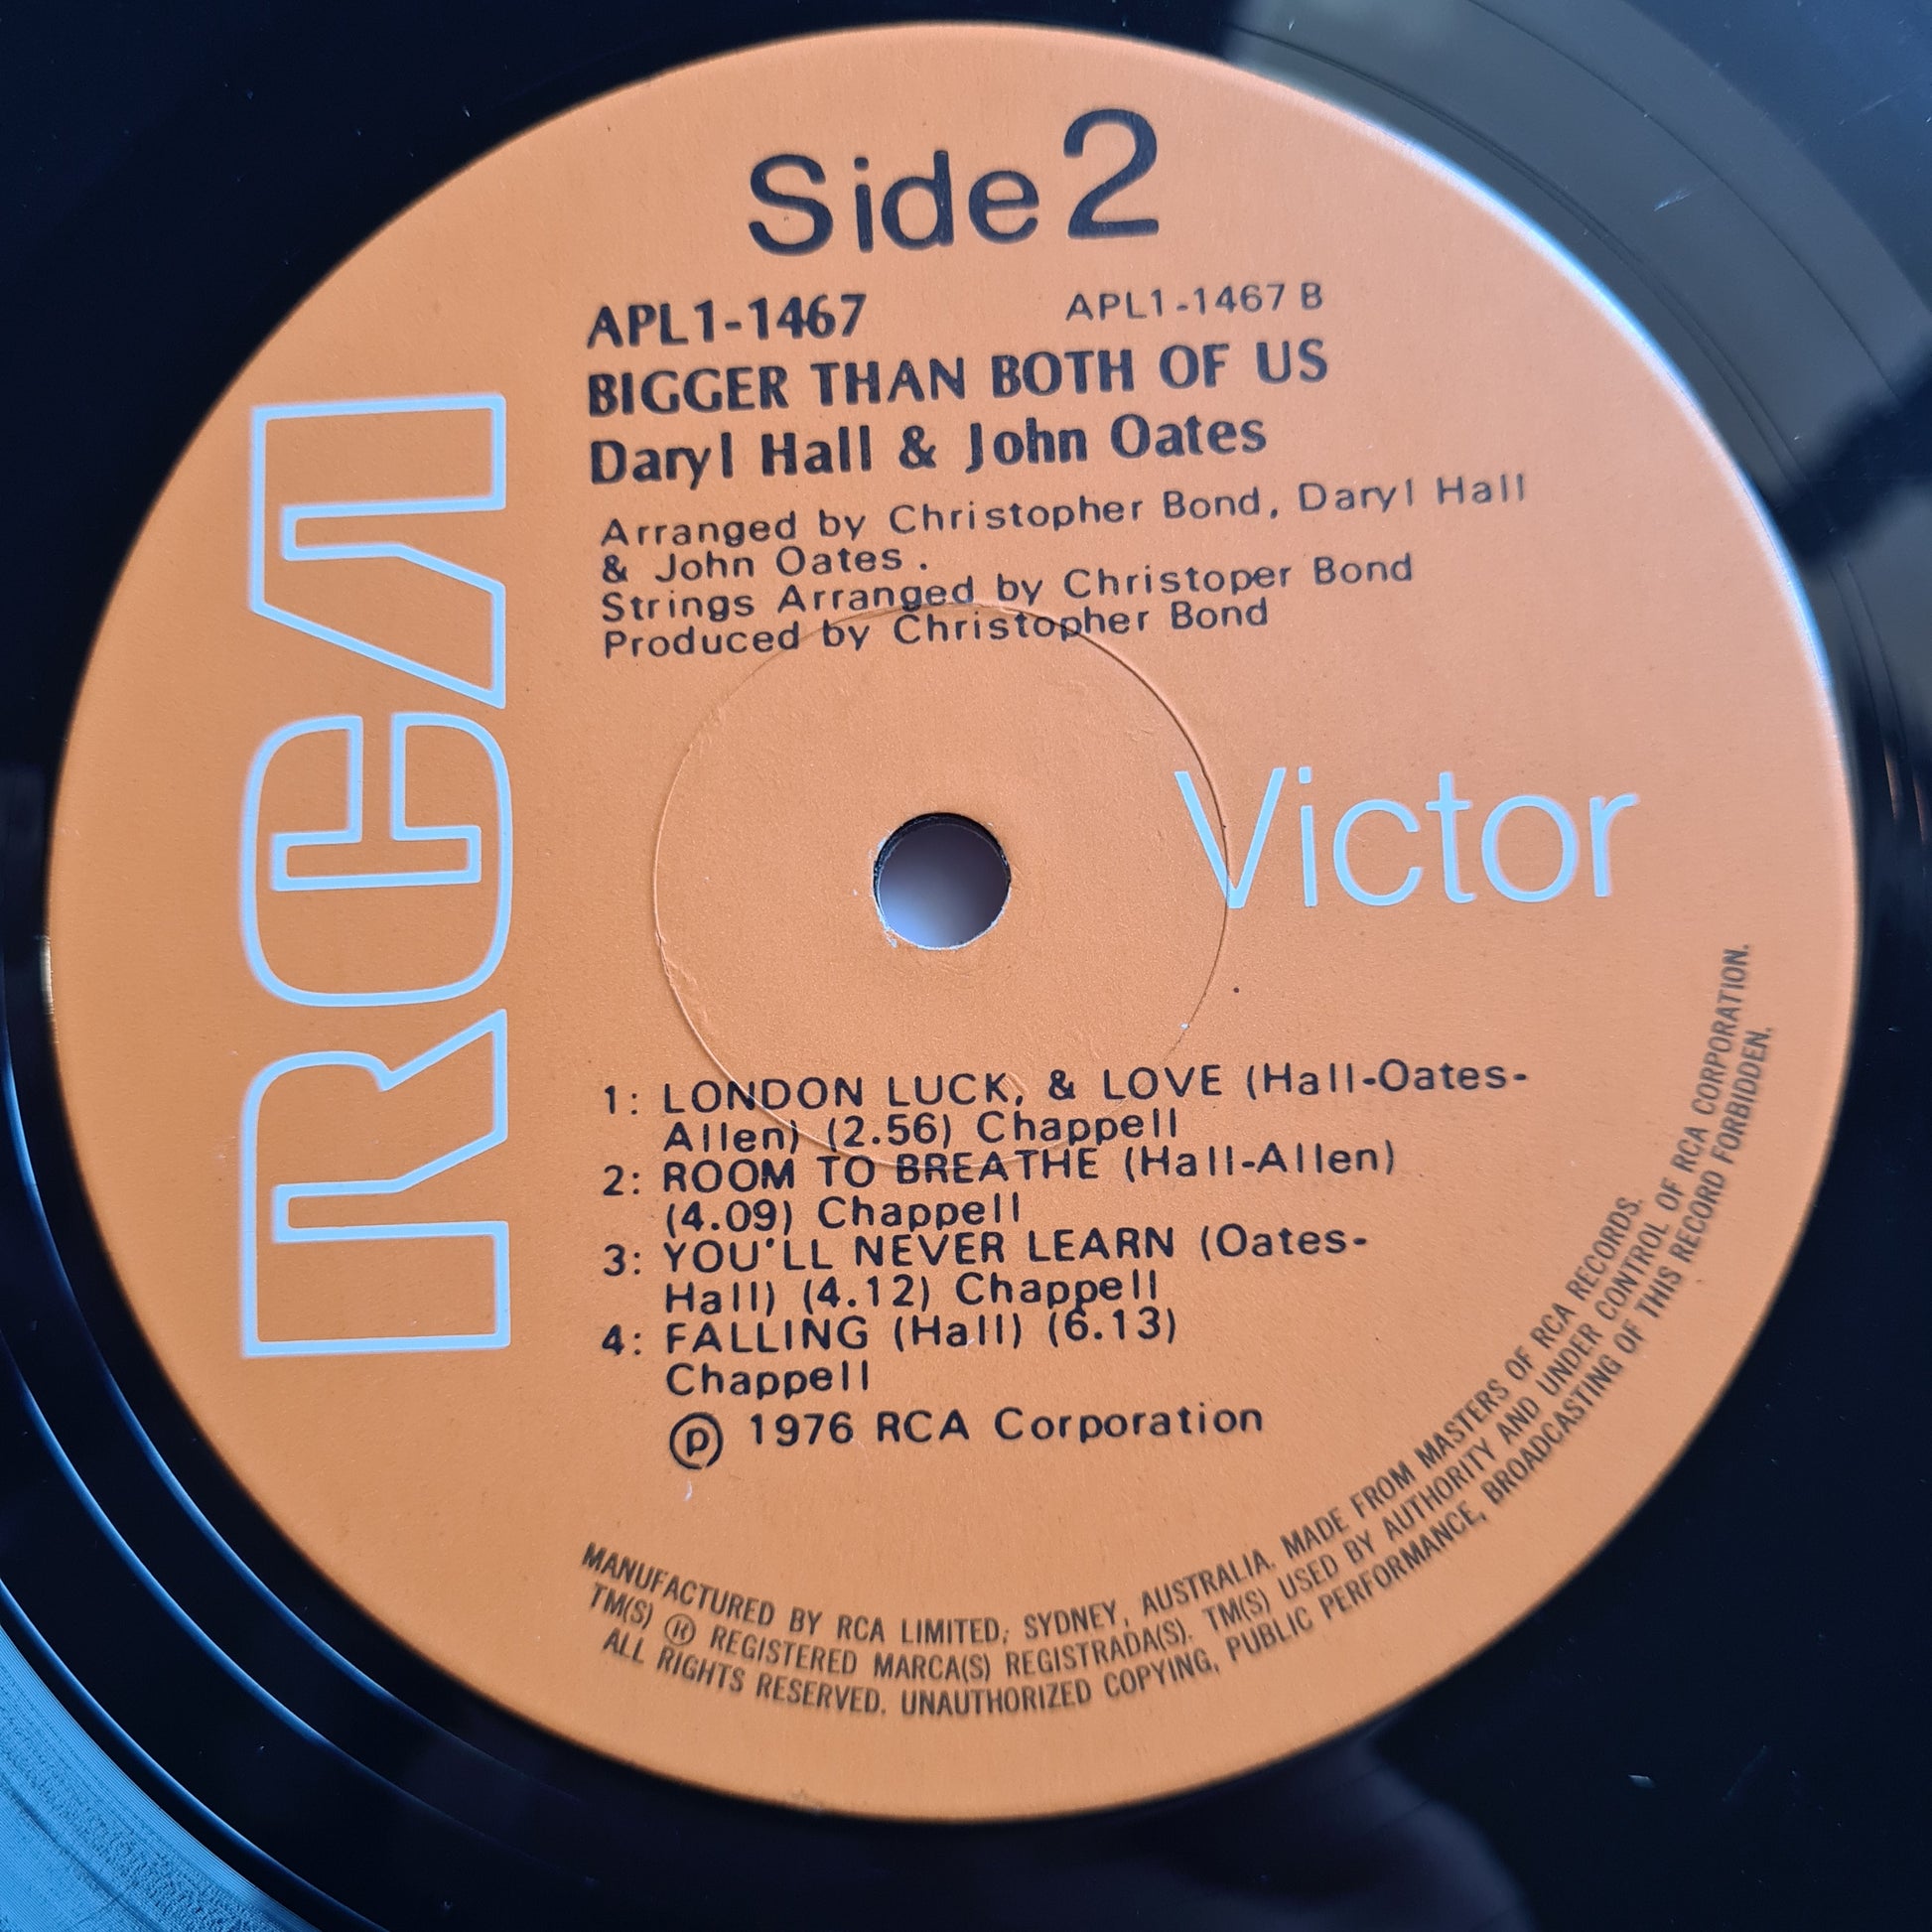 Side 2
APL1-1467 APL1-1467 B
BIGGER THAN BOTH OF US
Daryl Hall & John Oates
Arranged by Christopher Bond, Daryl Hall
& John Oates .
Strings Arranged by Christoper Bond
Produced by Christopher Bond
RCA
Victor
1: LONDON LUCK, & LOVE (Hall-Oates-
Allen) (2.56) Chappell
2: ROOM TO BREATHE (Hall-Allen)
(4.09) Chappell
3: YOU'LL NEVER LEARN (Oates-
Hall) (4.12) Chappell
4: FALLING (Hall) (6.13)
Chappell
Ⓟ 1976 RCA Corporation
MANUFACTURED BY RCA LIMITED; SYDNEY, AUSTRALIA. MADE FROM MASTERS OF RCA RECORDS.
TM(S) ® REGISTERED MARCA(S) REGISTRADA(S). TM(S) USED BY AUTHORITY AND UNDER CONTROL OF RCA CORPORATION.
ALL RIGHTS RESERVED. UNAUTHORIZED COPYING, PUBLIC PERFORMANCE, BROADCASTING OF THIS RECORD FORBIDDEN.